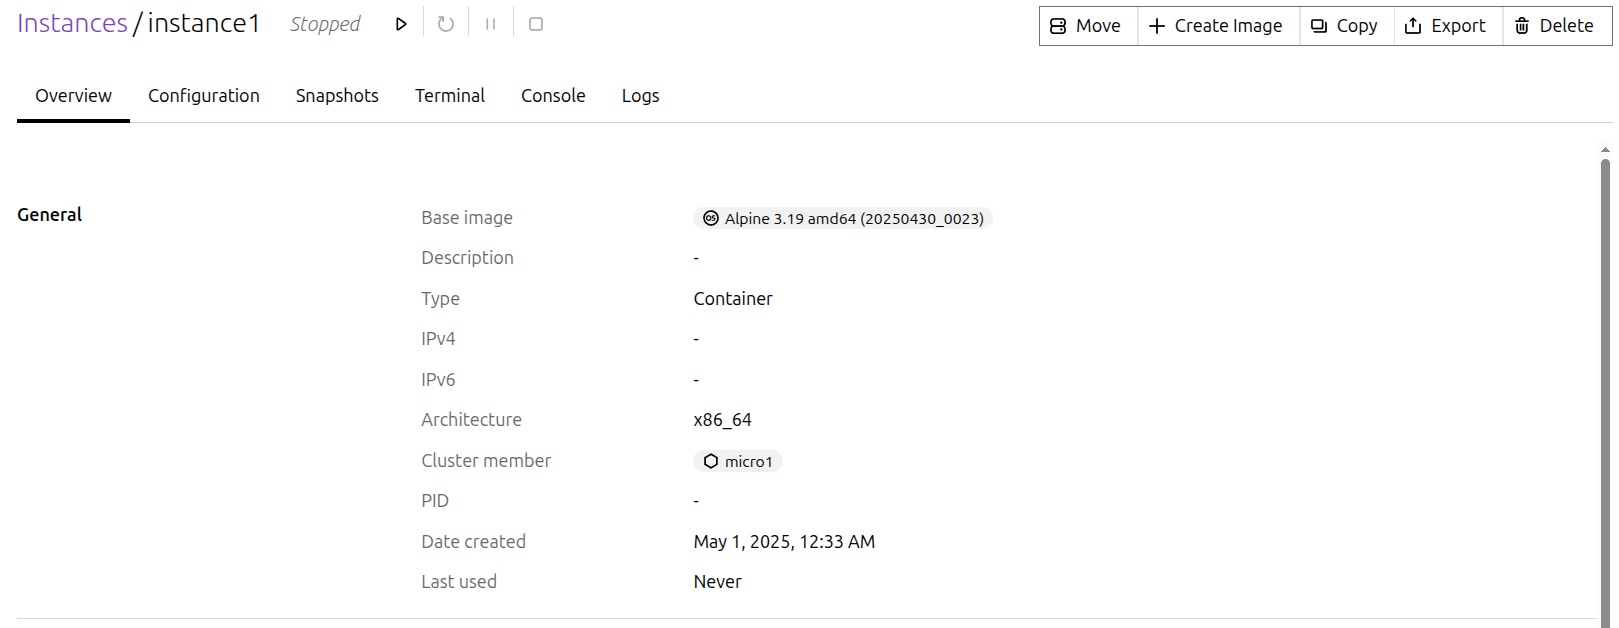 Instances / instance1 Stopped
Move Create Image Copy Export Delete
Overview Configuration Snapshots Terminal Console Logs
General
Base image Alpine 3.19 amd64 (20250430_0023)
Description -
Type Container
IPv4 -
IPv6 -
Architecture x86_64
Cluster member micro1
PID -
Date created May 1, 2025, 12:33 AM
Last used Never